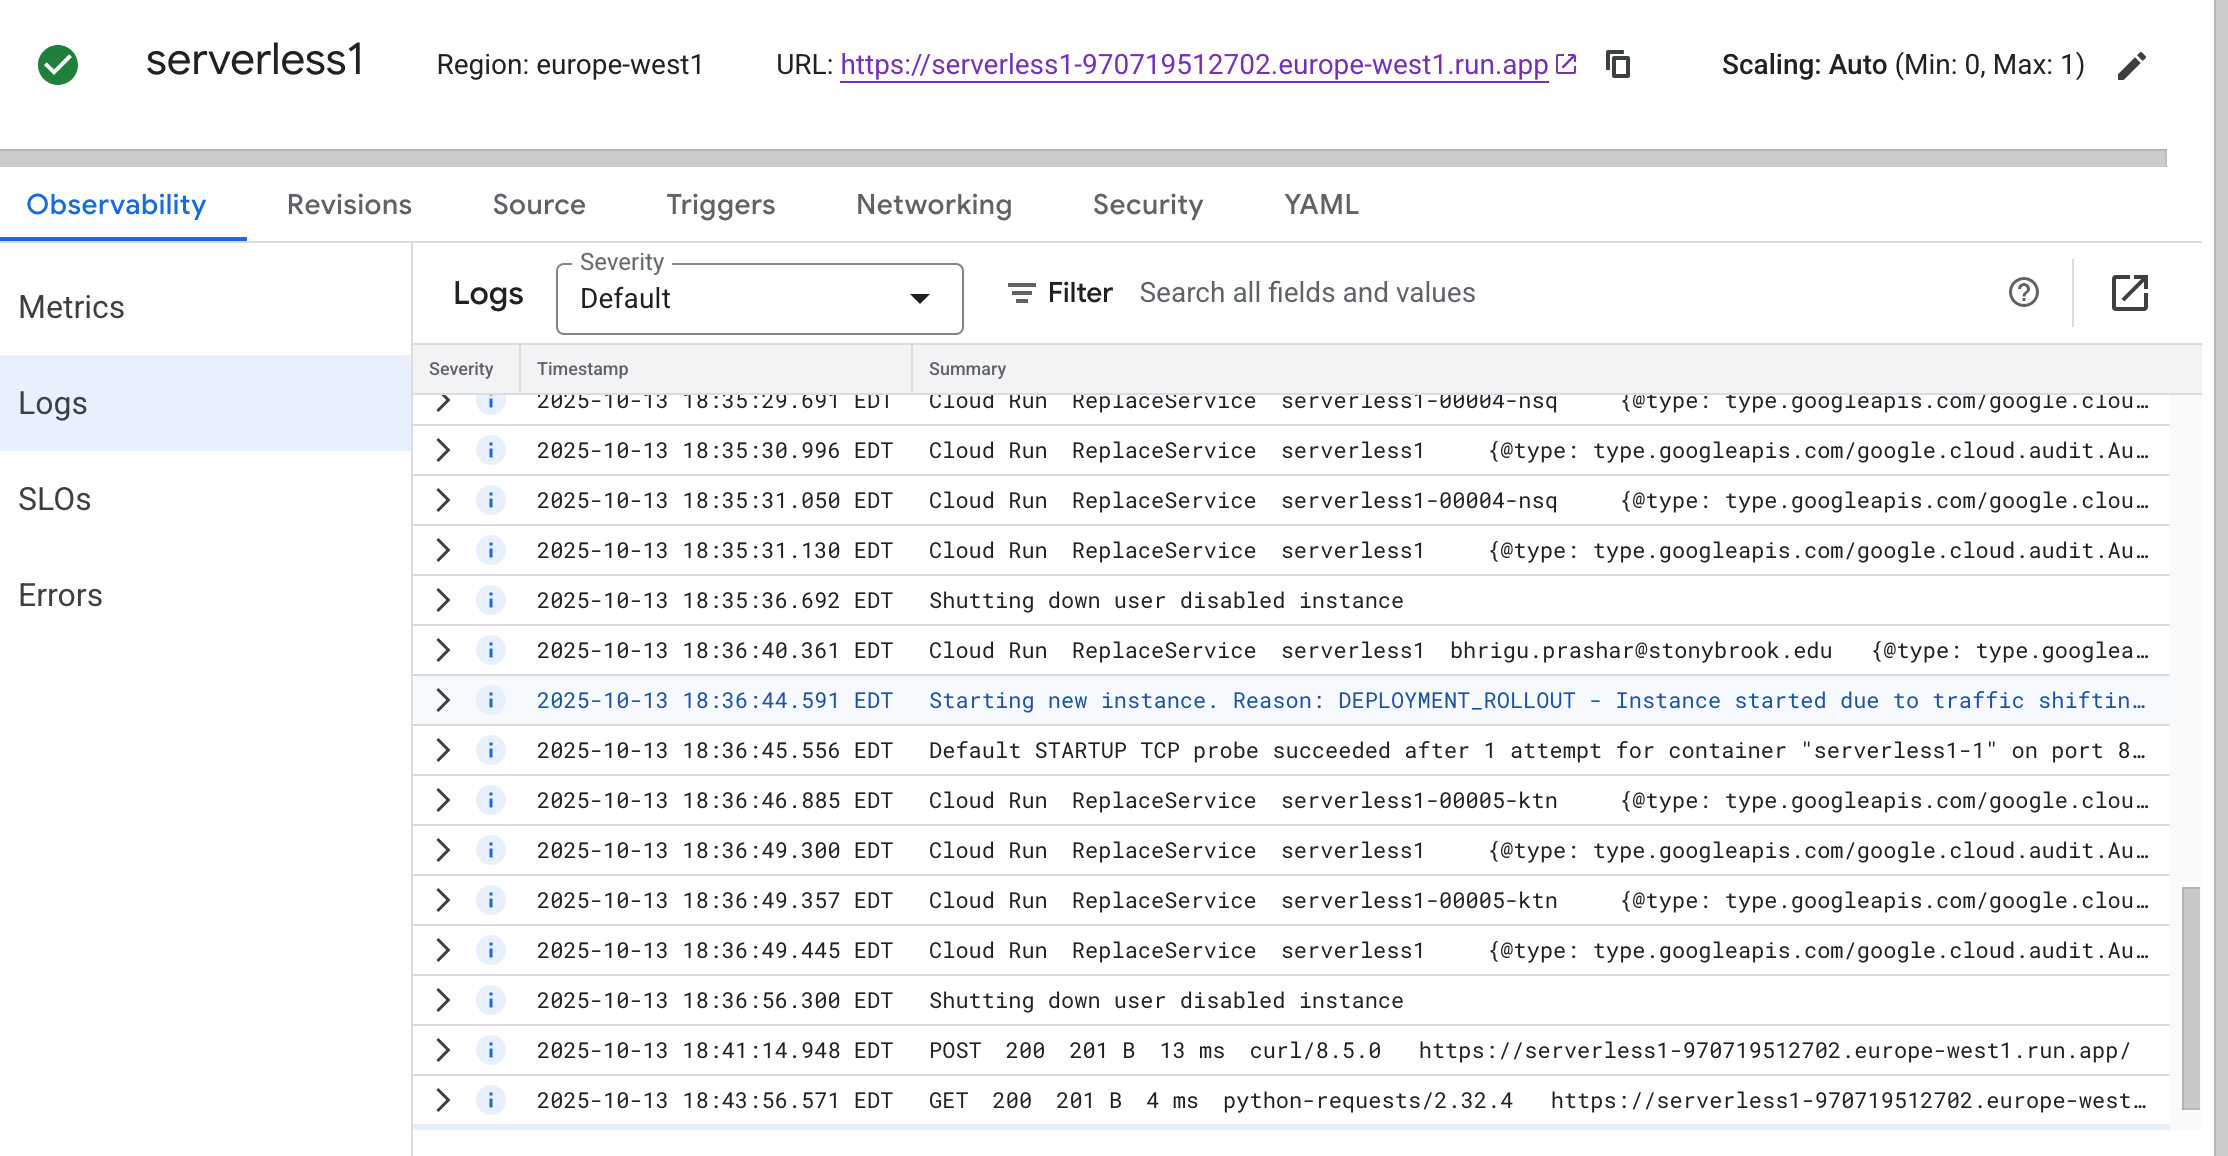 serverless1 Region: europe-west1 URL: https://serverless1-970719512702.europe-west1.run.app Scaling: Auto (Min: 0, Max: 1)
Observability Revisions Source Triggers Networking Security YAML
Metrics
Logs
SLOs
Errors
Logs Severity Default Filter Search all fields and values
Severity Timestamp Summary
2025-10-13 18:35:29.691 EDT Cloud Run ReplaceService serverless1-00004-nsq {@type: type.googleapis.com/google.clou…
2025-10-13 18:35:30.996 EDT Cloud Run ReplaceService serverless1 {@type: type.googleapis.com/google.cloud.audit.Au…
2025-10-13 18:35:31.050 EDT Cloud Run ReplaceService serverless1-00004-nsq {@type: type.googleapis.com/google.clou…
2025-10-13 18:35:31.130 EDT Cloud Run ReplaceService serverless1 {@type: type.googleapis.com/google.cloud.audit.Au…
2025-10-13 18:35:36.692 EDT Shutting down user disabled instance
2025-10-13 18:36:40.361 EDT Cloud Run ReplaceService serverless1 bhrigu.prashar@stonybrook.edu {@type: type.googlea…
2025-10-13 18:36:44.591 EDT Starting new instance. Reason: DEPLOYMENT_ROLLOUT - Instance started due to traffic shiftin…
2025-10-13 18:36:45.556 EDT Default STARTUP TCP probe succeeded after 1 attempt for container "serverless1-1" on port 8…
2025-10-13 18:36:46.885 EDT Cloud Run ReplaceService serverless1-00005-ktn {@type: type.googleapis.com/google.clou…
2025-10-13 18:36:49.300 EDT Cloud Run ReplaceService serverless1 {@type: type.googleapis.com/google.cloud.audit.Au…
2025-10-13 18:36:49.357 EDT Cloud Run ReplaceService serverless1-00005-ktn {@type: type.googleapis.com/google.clou…
2025-10-13 18:36:49.445 EDT Cloud Run ReplaceService serverless1 {@type: type.googleapis.com/google.cloud.audit.Au…
2025-10-13 18:36:56.300 EDT Shutting down user disabled instance
2025-10-13 18:41:14.948 EDT POST 200 201 B 13 ms curl/8.5.0 https://serverless1-970719512702.europe-west1.run.app/
2025-10-13 18:43:56.571 EDT GET 200 201 B 4 ms python-requests/2.32.4 https://serverless1-970719512702.europe-west…